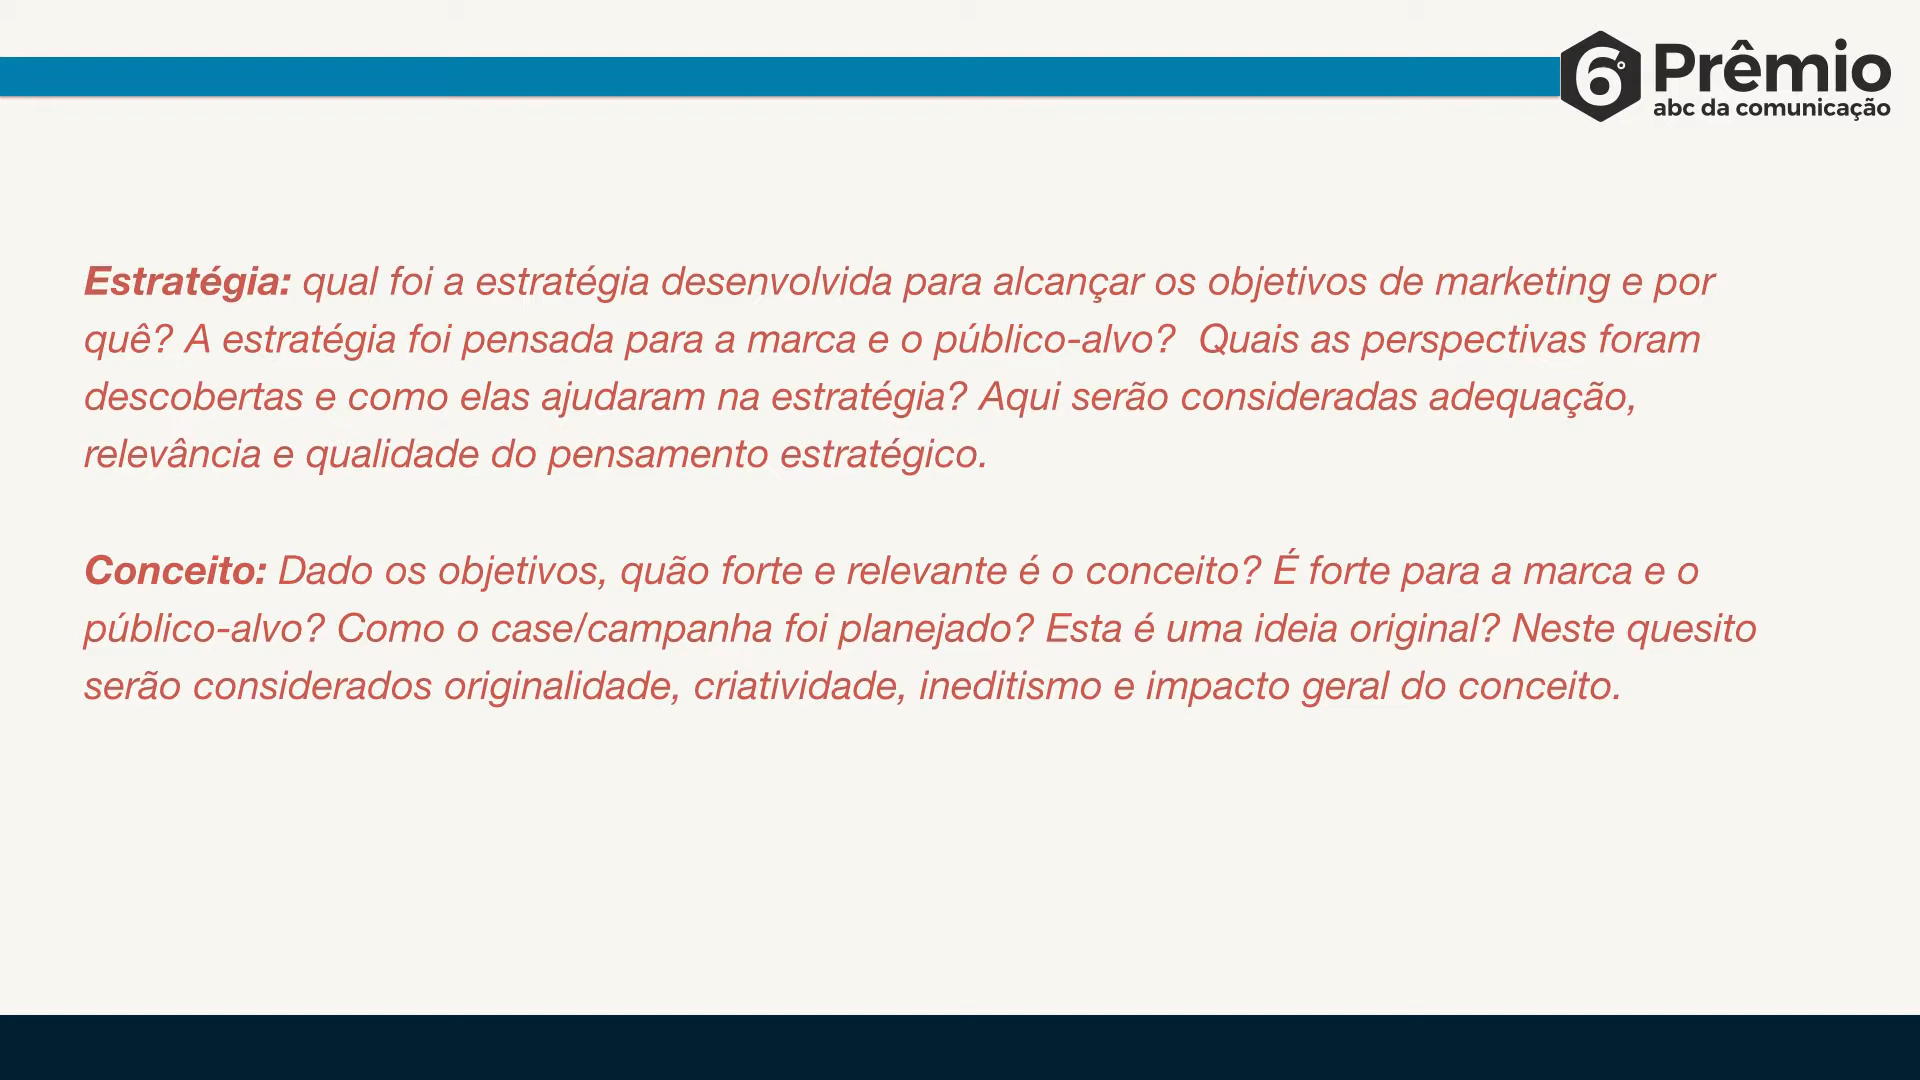 6º Prêmio
abc da comunicação
Estratégia: qual foi a estratégia desenvolvida para alcançar os objetivos de marketing e por
quê? A estratégia foi pensada para a marca e o público-alvo?  Quais as perspectivas foram
descobertas e como elas ajudaram na estratégia? Aqui serão consideradas adequação,
relevância e qualidade do pensamento estratégico.
Conceito: Dado os objetivos, quão forte e relevante é o conceito? É forte para a marca e o
público-alvo? Como o case/campanha foi planejado? Esta é uma ideia original? Neste quesito
serão considerados originalidade, criatividade, ineditismo e impacto geral do conceito.